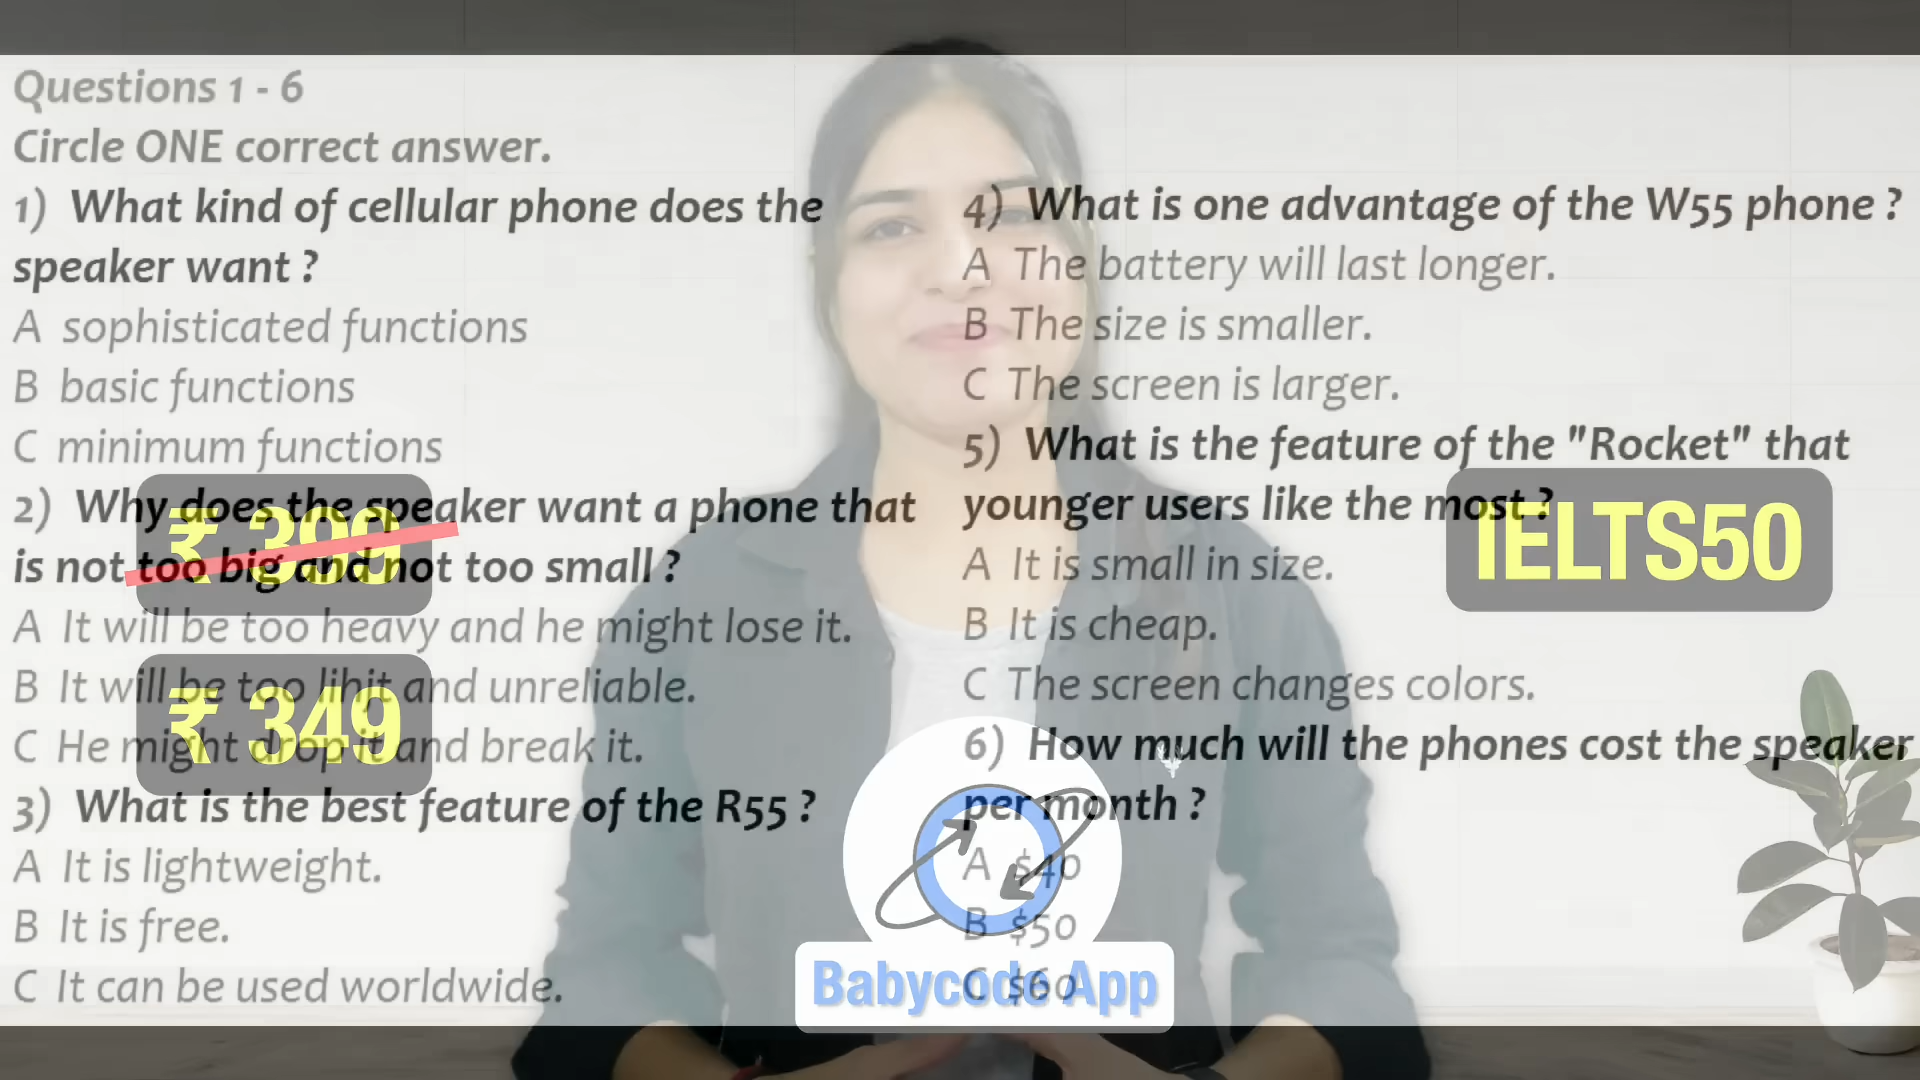 Questions 1 - 6
Circle ONE correct answer.
1) What kind of cellular phone does the
speaker want ?
A sophisticated functions
B basic functions
C minimum functions
2) Why does the speaker want a phone that
is not too big and not too small ?
A It will be too heavy and he might lose it.
B It will be too lihit and unreliable.
C He might drop it and break it.
3) What is the best feature of the R55 ?
A It is lightweight.
B It is free.
C It can be used worldwide.
4) What is one advantage of the W55 phone ?
A The battery will last longer.
B The size is smaller.
C The screen is larger.
5) What is the feature of the "Rocket" that
younger users like the most ?
A It is small in size.
B It is cheap.
C The screen changes colors.
6) How much will the phones cost the speaker
per month ?
A $40
B $50
C $60
₹ 399
₹ 349
IELTS50
Babycode App